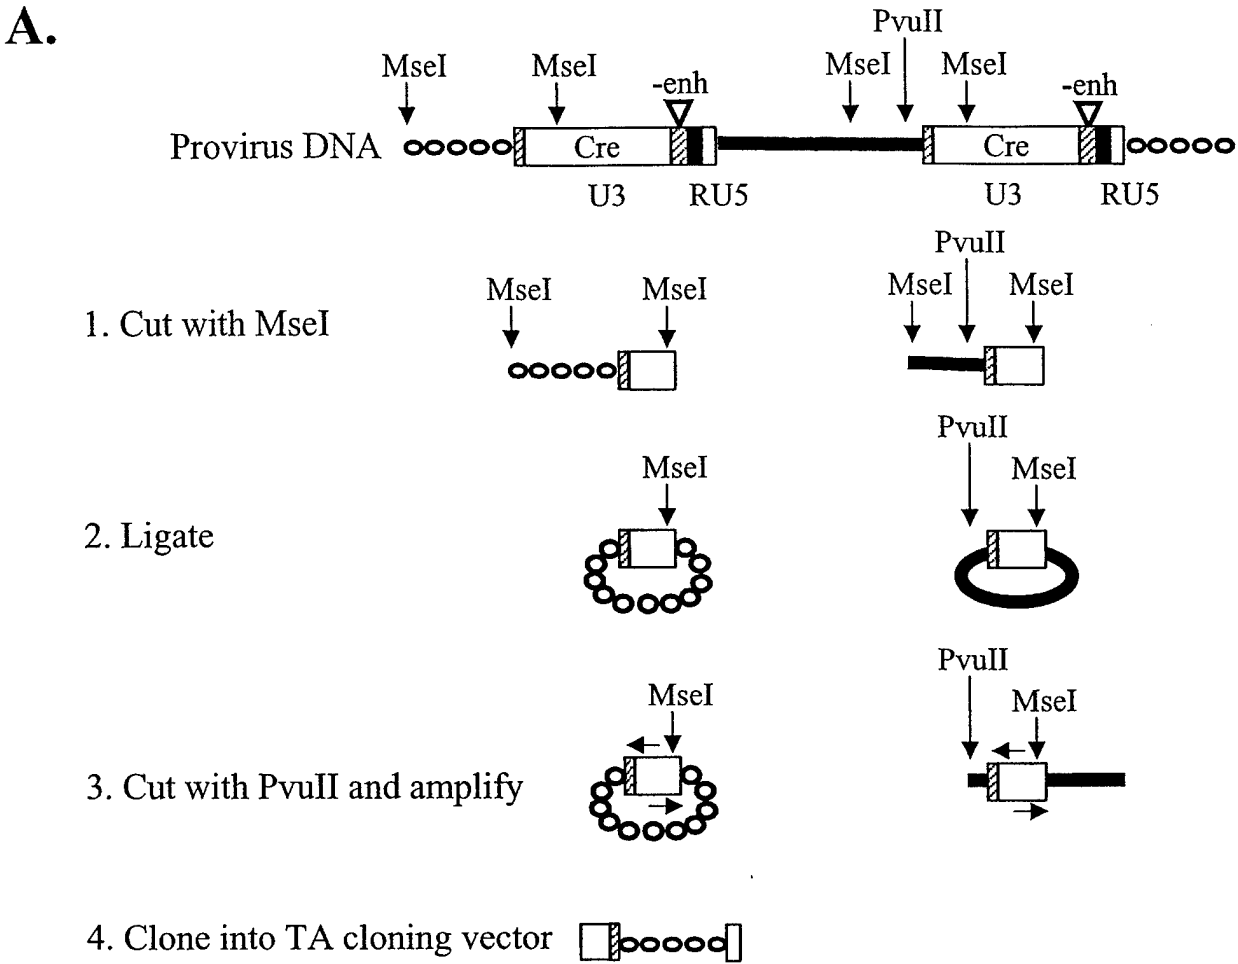 A.
PvuII
MseI MseI MseI MseI
-enh -enh
Provirus DNA Cre Cre
U3 RU5 U3 RU5
PvuII
MseI MseI MseI MseI
1. Cut with MseI
PvuII
MseI MseI
2. Ligate
PvuII
MseI MseI
3. Cut with PvuII and amplify
4. Clone into TA cloning vector